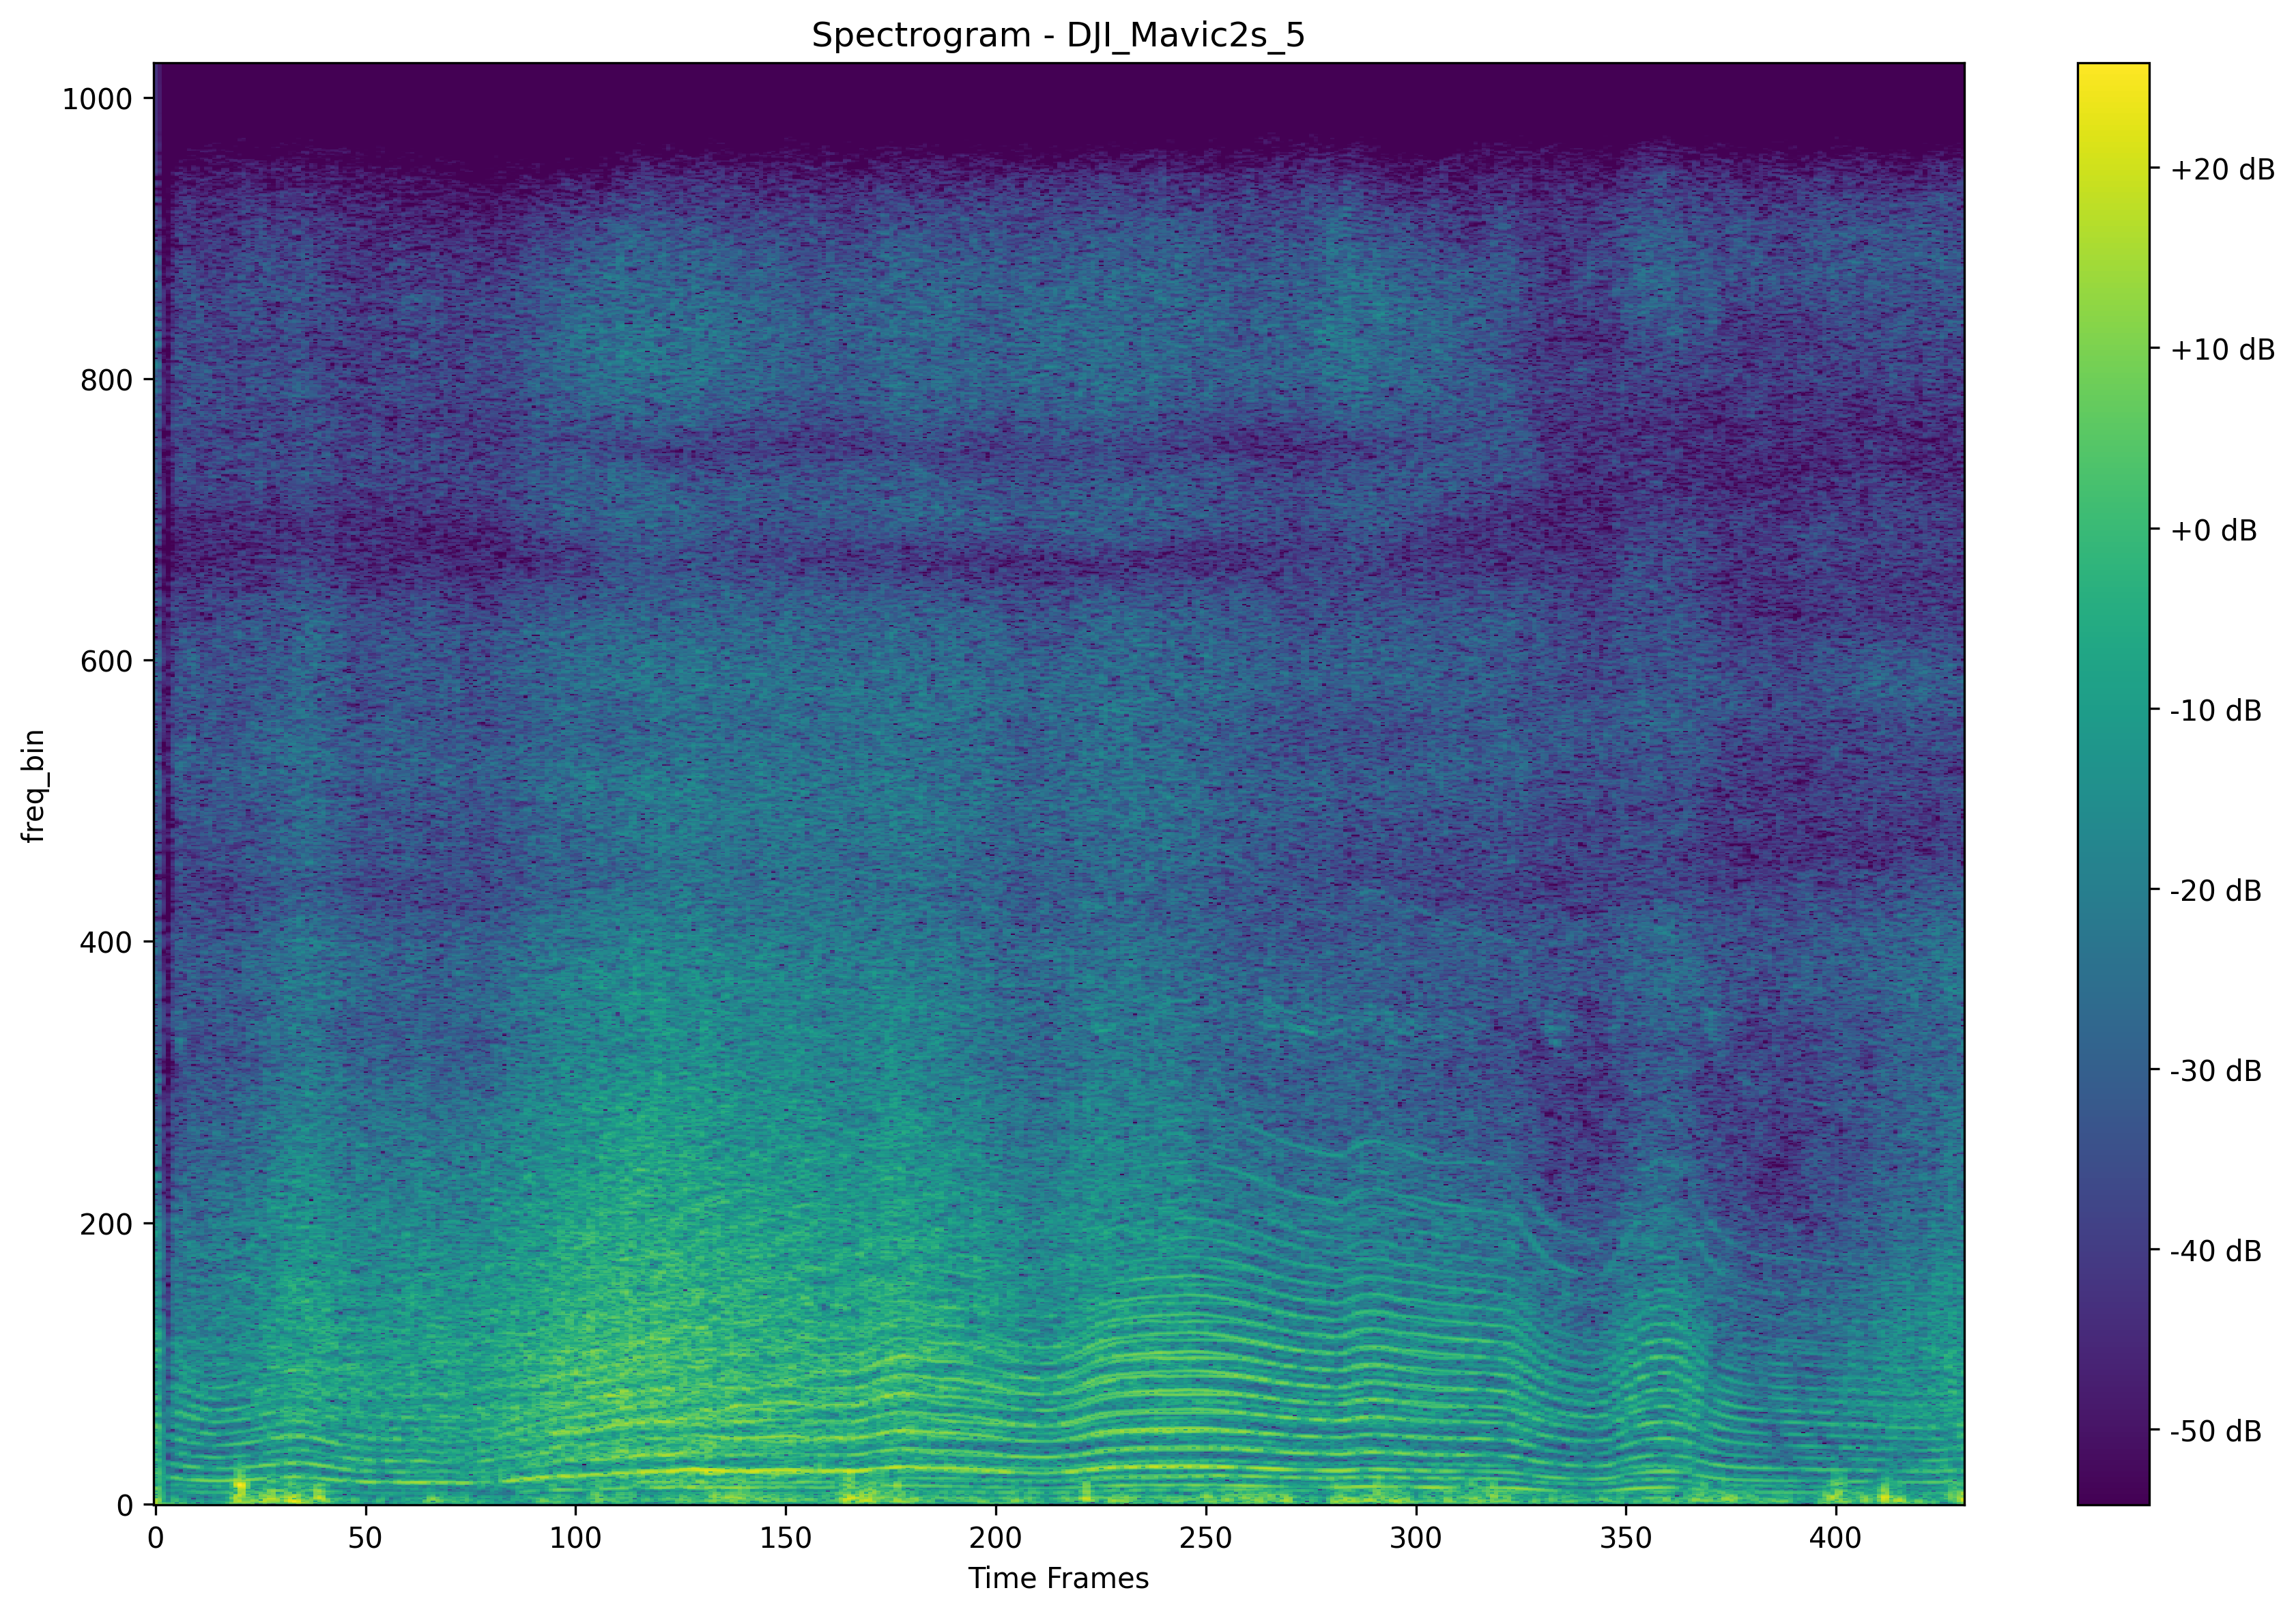 Spectrogram - DJI_Mavic2s_5
1000
800
600
400
200
0
freq_bin
0 50 100 150 200 250 300 350 400
Time Frames
+20 dB
+10 dB
+0 dB
-10 dB
-20 dB
-30 dB
-40 dB
-50 dB